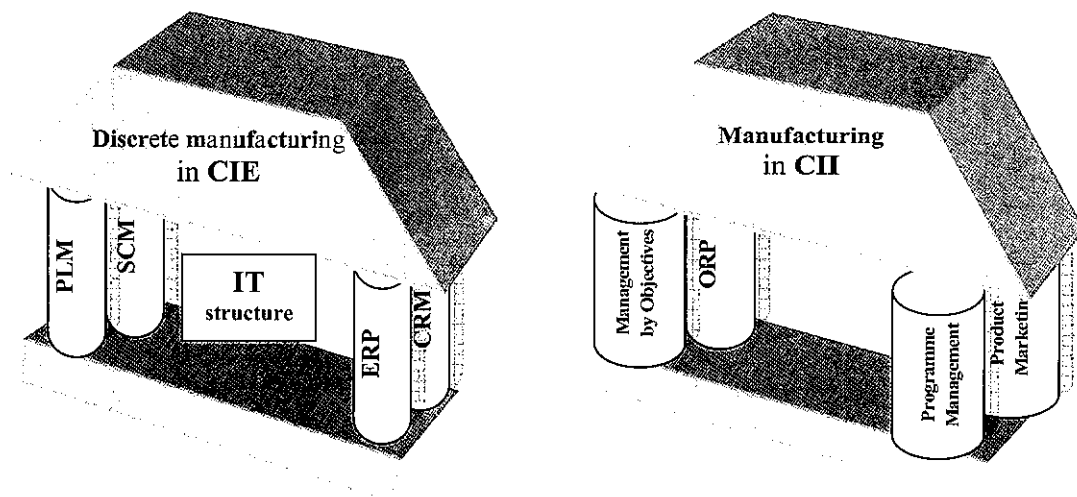 Discrete manufacturing
in CIE
PLM
SCM
IT
structure
ERP
CRM
Manufacturing
in CII
Management
by Objectives
ORP
Programme
Management
Product
Marketin